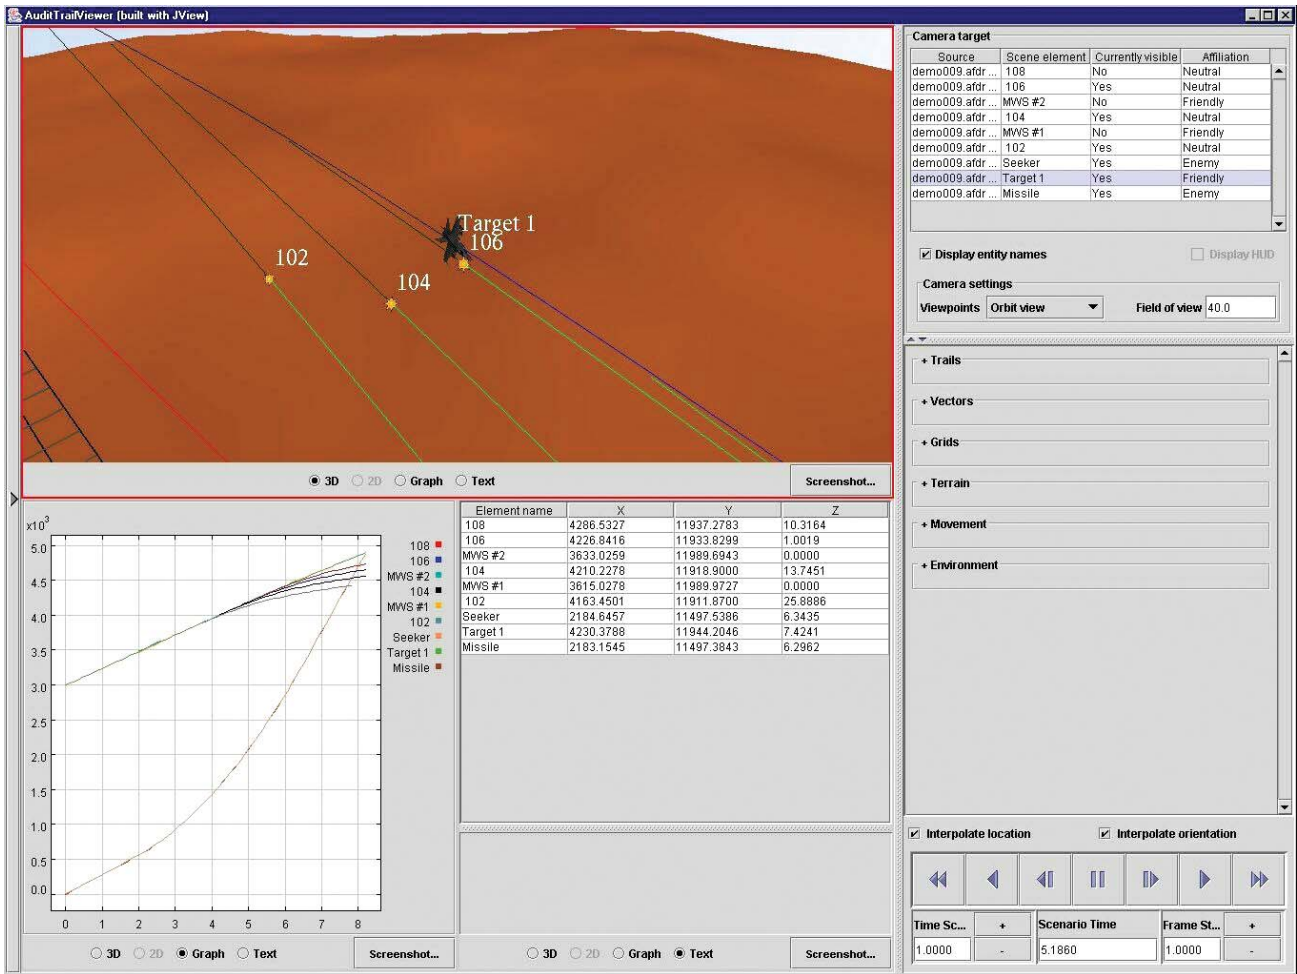 AuditTrailViewer (built with JView)
Target 1
106
102
104
3D 2D Graph Text Screenshot...
x10³
5.0
4.5
4.0
3.5
3.0
2.5
2.0
1.5
1.0
0.5
0.0
0 1 2 3 4 5 6 7 8
108
106
MWS #2
104
MWS #1
102
Seeker
Target 1
Missile
3D 2D Graph Text Screenshot...
Element name X Y Z
108 4286.5327 11937.2783 10.3164
106 4226.8416 11933.8299 1.0019
MWS #2 3633.0259 11989.6943 0.0000
104 4210.2278 11918.9000 13.7451
MWS #1 3615.0278 11989.9727 0.0000
102 4163.4501 11911.8700 25.8886
Seeker 2184.6457 11497.5386 6.3435
Target 1 4230.3788 11944.2046 7.4241
Missile 2183.1545 11497.3843 6.2962
3D 2D Graph Text Screenshot...
Camera target
Source Scene element Currently visible Affiliation
demo009.afdr ... 108 No Neutral
demo009.afdr ... 106 Yes Neutral
demo009.afdr ... MWS #2 No Friendly
demo009.afdr ... 104 Yes Neutral
demo009.afdr ... MWS #1 No Friendly
demo009.afdr ... 102 Yes Neutral
demo009.afdr ... Seeker Yes Enemy
demo009.afdr ... Target 1 Yes Friendly
demo009.afdr ... Missile Yes Enemy
Display entity names Display HUD
Camera settings
Viewpoints Orbit view Field of view 40.0
+ Trails
+ Vectors
+ Grids
+ Terrain
+ Movement
+ Environment
Interpolate location Interpolate orientation
Time Sc... + Scenario Time Frame St... +
1.0000 - 5.1860 1.0000 -